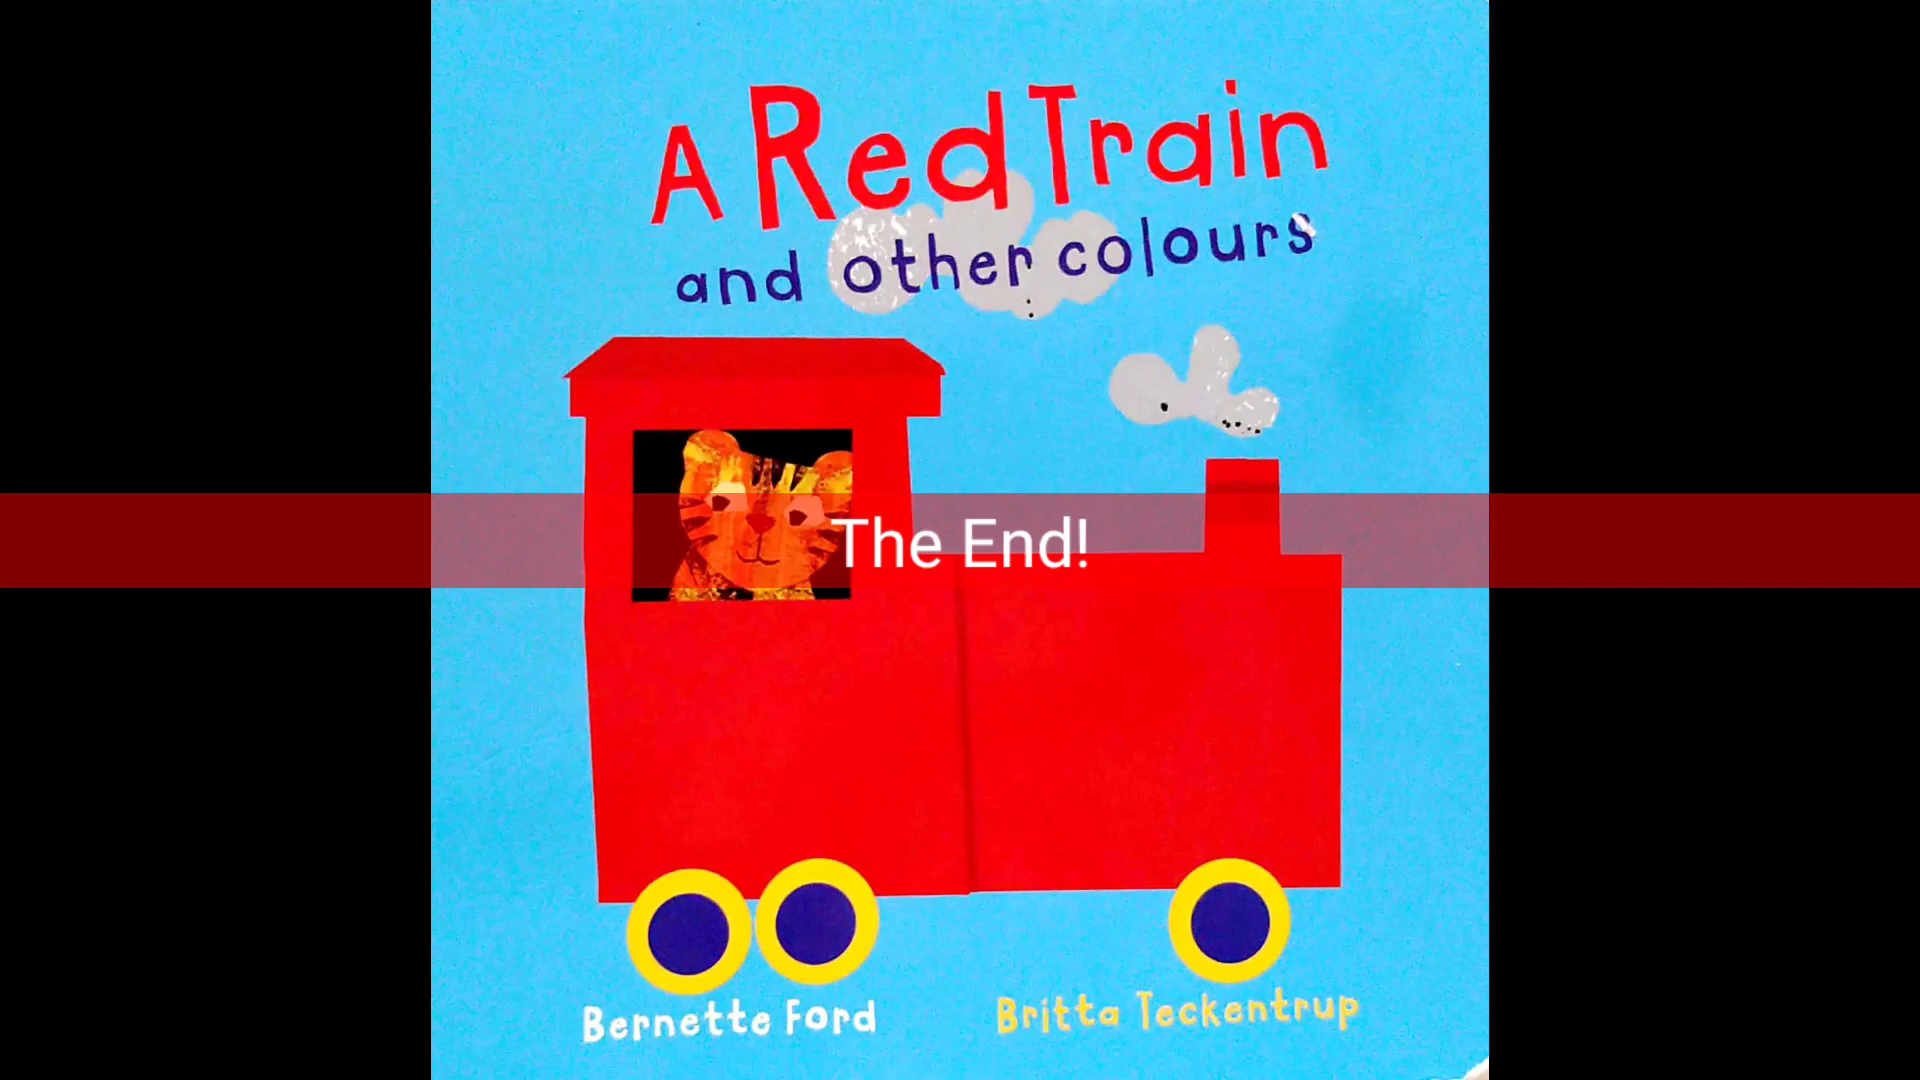 A Red Train
and other colours
The End!
Bernette Ford
Britta Teckentrup